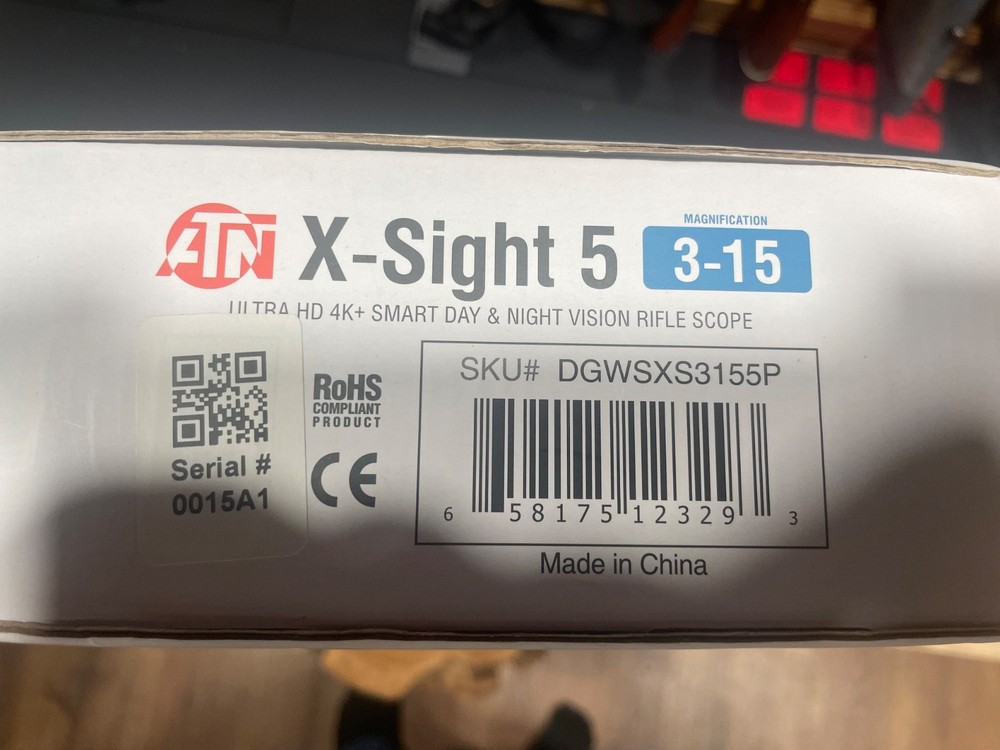 MAGNIFICATION
ATN X-Sight 5 3-15
ULTRA HD 4K+ SMART DAY & NIGHT VISION RIFLE SCOPE
SKU# DGWSXS3155P
RoHS
COMPLIANT
PRODUCT
CE
Serial #
0015A1
6 58175 12329 3
Made in China